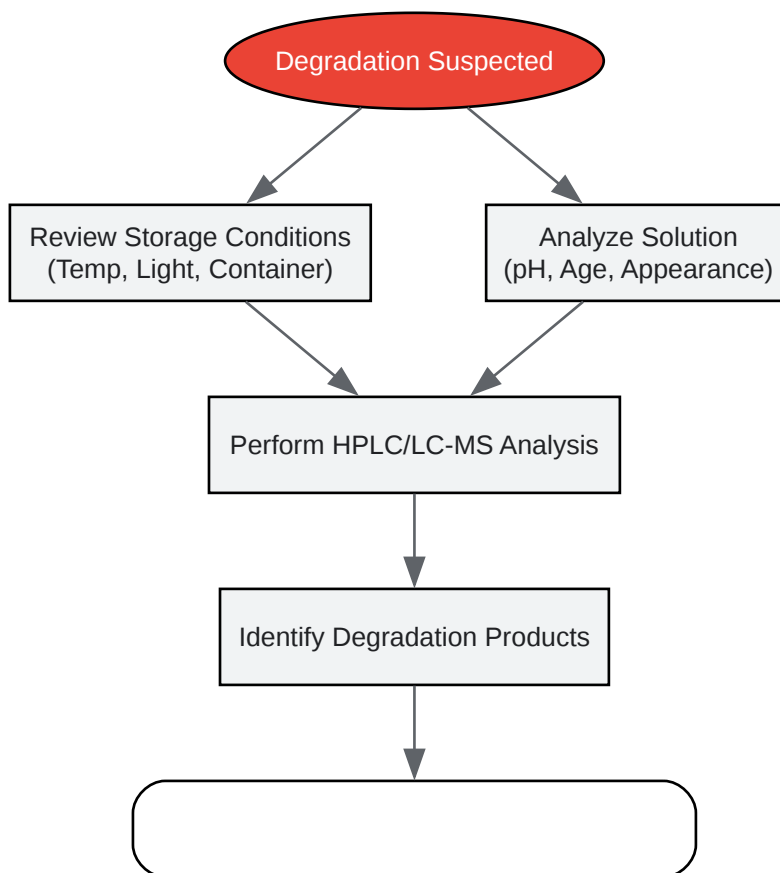 Degradation Suspected
Review Storage Conditions
(Temp, Light, Container)
Analyze Solution
(pH, Age, Appearance)
Perform HPLC/LC-MS Analysis
Identify Degradation Products